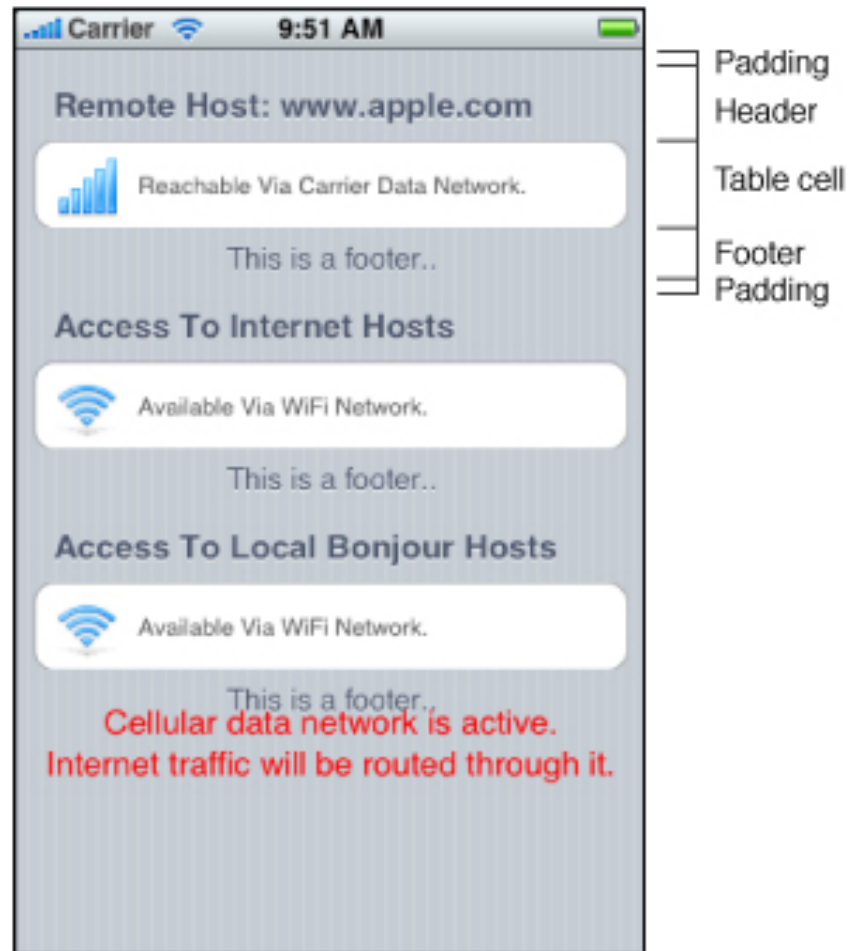 Carrier 9:51 AM
Padding
Remote Host: www.apple.com
Header
Reachable Via Carrier Data Network.
Table cell
This is a footer..
Footer
Padding
Access To Internet Hosts
Available Via WiFi Network.
This is a footer..
Access To Local Bonjour Hosts
Available Via WiFi Network.
This is a footer..
Cellular data network is active.
Internet traffic will be routed through it.